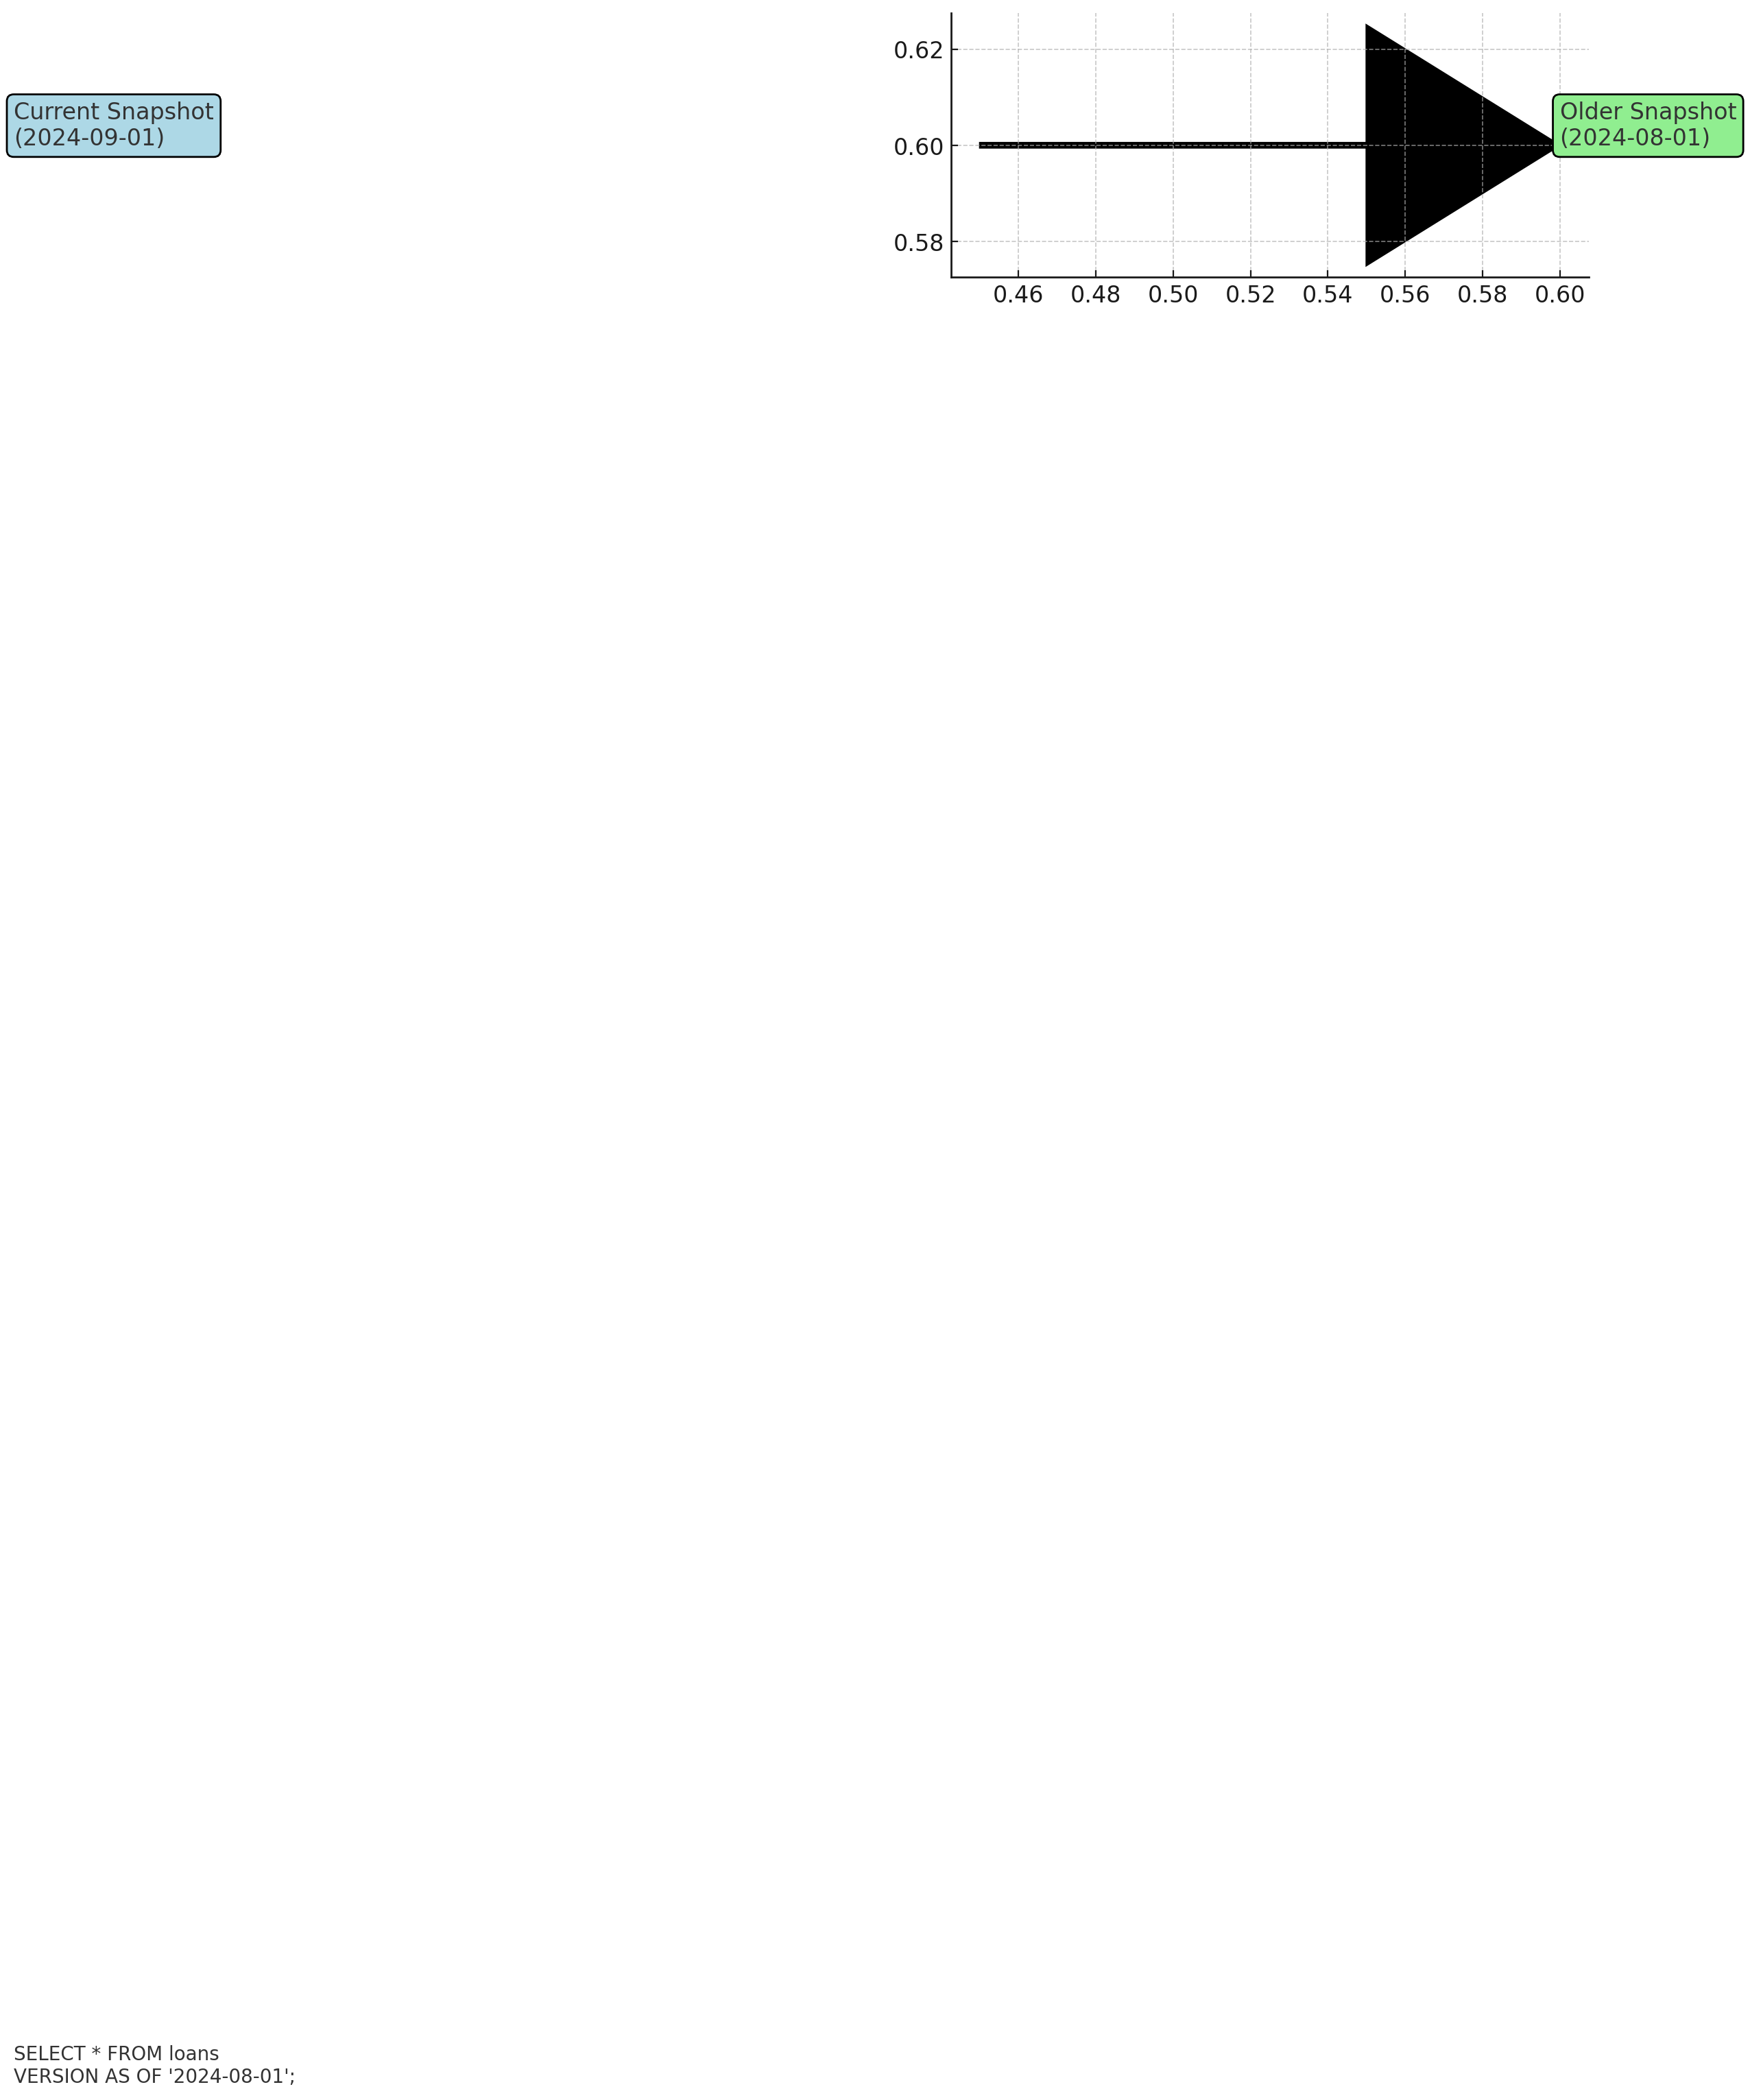 0.62
Current Snapshot
(2024-09-01)
Older Snapshot
(2024-08-01)
0.60
0.58
0.46 0.48 0.50 0.52 0.54 0.56 0.58 0.60
SELECT * FROM loans
VERSION AS OF '2024-08-01';